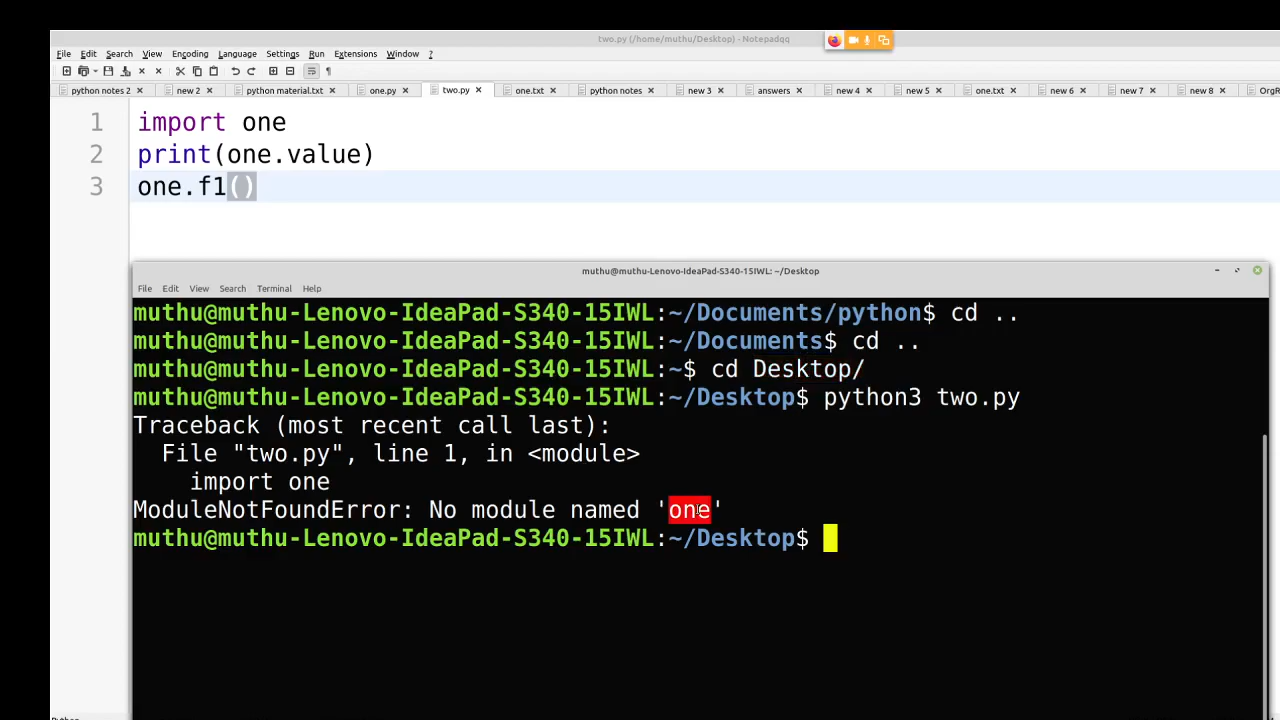 two.py (/home/muthu/Desktop) - Notepadqq
File Edit Search View Encoding Language Settings Run Extensions Window ?
python notes 2 new 2 python material.txt one.py two.py one.txt python notes new 3 answers new 4 new 5 one.txt new 6 new 7 new 8 OrgR
1 import one
2 print(one.value)
3 one.f1()
muthu@muthu-Lenovo-IdeaPad-S340-15IWL: ~/Desktop
File Edit View Search Terminal Help
muthu@muthu-Lenovo-IdeaPad-S340-15IWL:~/Documents/python$ cd ..
muthu@muthu-Lenovo-IdeaPad-S340-15IWL:~/Documents$ cd ..
muthu@muthu-Lenovo-IdeaPad-S340-15IWL:~$ cd Desktop/
muthu@muthu-Lenovo-IdeaPad-S340-15IWL:~/Desktop$ python3 two.py
Traceback (most recent call last):
  File "two.py", line 1, in <module>
    import one
ModuleNotFoundError: No module named 'one'
muthu@muthu-Lenovo-IdeaPad-S340-15IWL:~/Desktop$